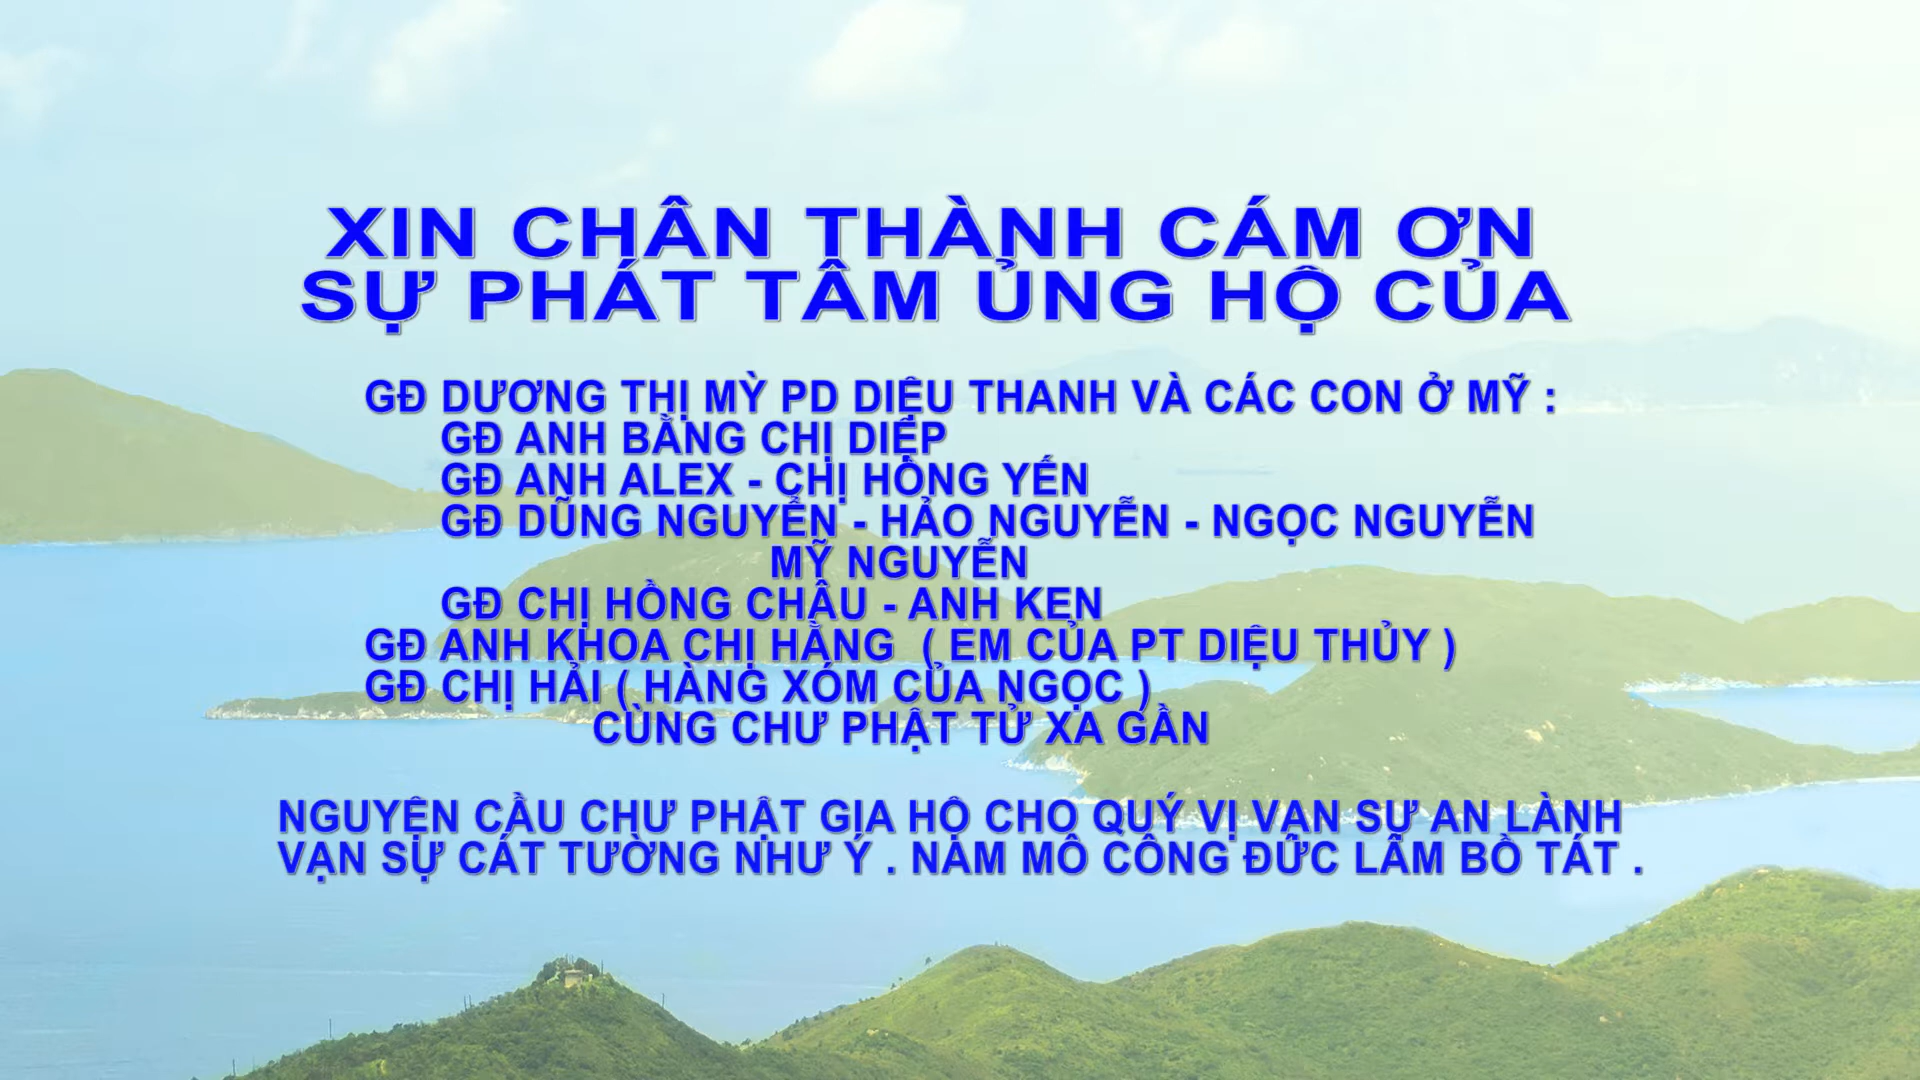 XIN CHÂN THÀNH CÁM ƠN
SỰ PHÁT TÂM ỦNG HỘ CỦA
GĐ DƯƠNG THỊ MỲ PD DIỆU THANH VÀ CÁC CON Ở MỸ :
GĐ ANH BẰNG CHỊ DIỆP
GĐ ANH ALEX - CHỊ HỒNG YẾN
GĐ DŨNG NGUYỄN - HẢO NGUYỄN - NGỌC NGUYỄN
MỸ NGUYỄN
GĐ CHỊ HỒNG CHÂU - ANH KEN
GĐ ANH KHOA CHỊ HẰNG ( EM CỦA PT DIỆU THỦY )
GĐ CHỊ HẢI ( HÀNG XÓM CỦA NGỌC )
CÙNG CHƯ PHẬT TỬ XA GẦN
NGUYỆN CẦU CHƯ PHẬT GIA HỘ CHO QUÝ VỊ VẠN SỰ AN LÀNH
VẠN SỰ CÁT TƯỜNG NHƯ Ý . NAM MÔ CÔNG ĐỨC LÂM BỒ TÁT .